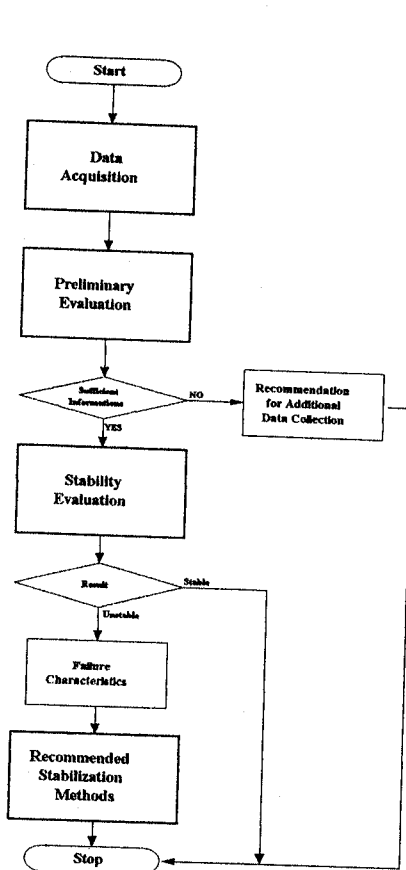 Start
Data
Acquisition
Preliminary
Evaluation
Sufficient
Informations
NO
Recommendation
for Additional
Data Collection
YES
Stability
Evaluation
Result
Stable
Unstable
Failure
Characteristics
Recommended
Stabilization
Methods
Stop